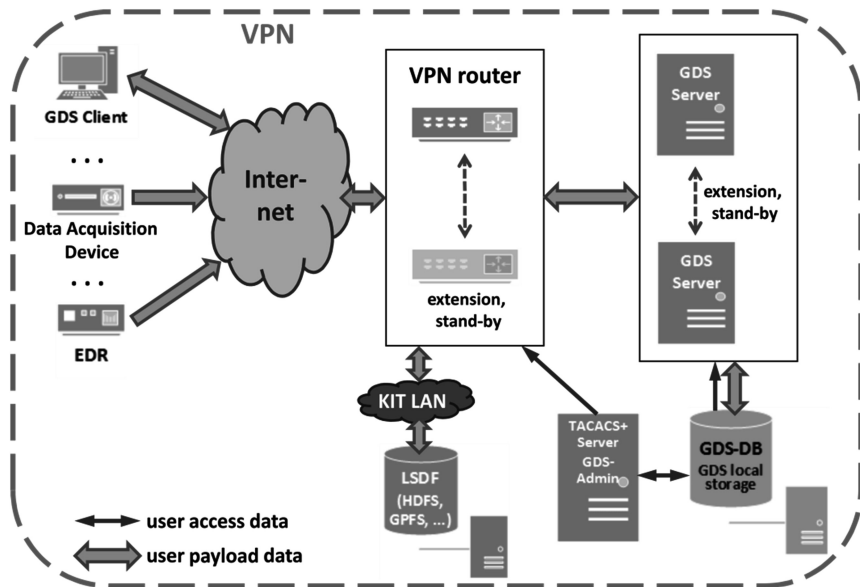 VPN
GDS Client
...
Data Acquisition
Device
...
EDR
Inter-
net
VPN router
extension,
stand-by
GDS
Server
extension,
stand-by
GDS
Server
KIT LAN
LSDF
(HDFS,
GPFS, ...)
TACACS+
Server
GDS-
Admin
GDS-DB
GDS local
storage
user access data
user payload data